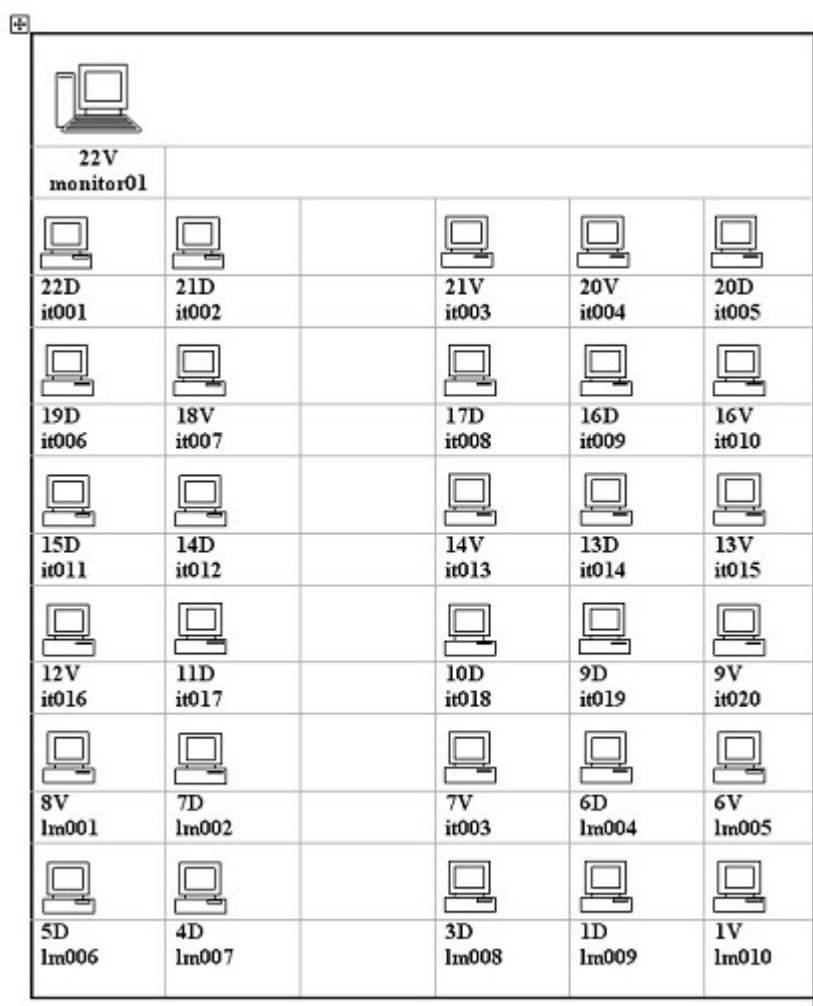 22V
monitor01
22D 21D 21V 20V 20D
it001 it002 it003 it004 it005
19D 18V 17D 16D 16V
it006 it007 it008 it009 it010
15D 14D 14V 13D 13V
it011 it012 it013 it014 it015
12V 11D 10D 9D 9V
it016 it017 it018 it019 it020
8V 7D 7V 6D 6V
lm001 lm002 it003 lm004 lm005
5D 4D 3D 1D 1V
lm006 lm007 lm008 lm009 lm010